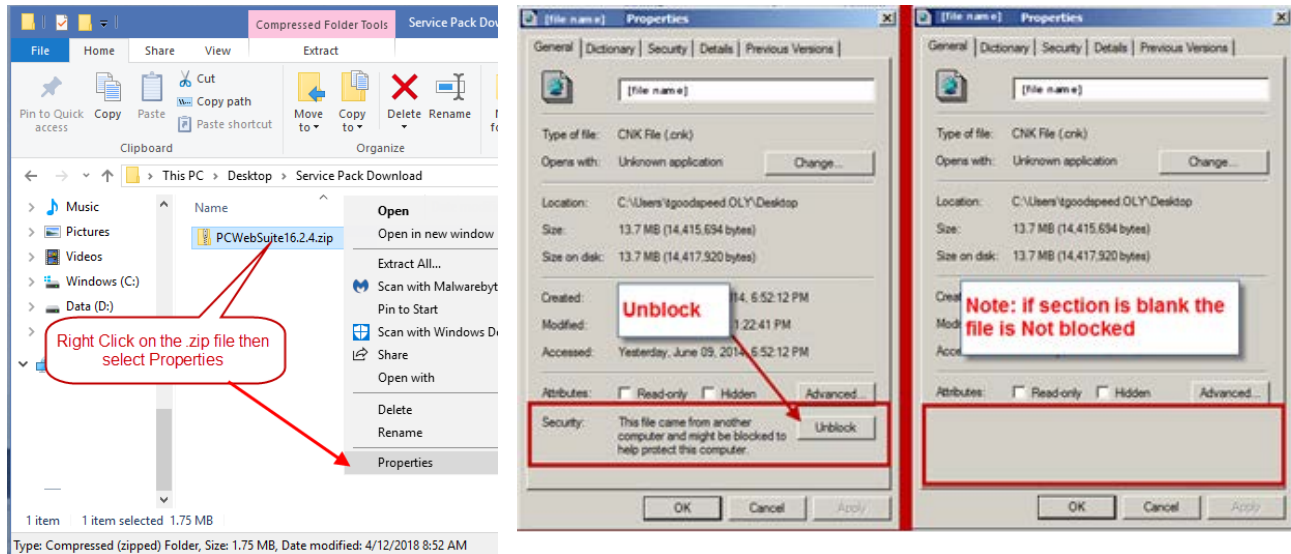 Compressed Folder Tools
Service Pack Dow
File
Home
Share
View
Extract
Pin to Quick access
Copy
Paste
Cut
Copy path
Paste shortcut
Move to
Copy to
Delete
Rename
Clipboard
Organize
This PC > Desktop > Service Pack Download
Music
Pictures
Videos
Windows (C:)
Data (D:)
Name
PCWebSuite16.2.4.zip
Right Click on the .zip file then
select Properties
Open
Open in new window
Extract All...
Scan with Malwarebyt
Pin to Start
Scan with Windows D
Share
Open with
Delete
Rename
Properties
1 item
1 item selected 1.75 MB
Type: Compressed (zipped) Folder, Size: 1.75 MB, Date modified: 4/12/2018 8:52 AM
[file name] Properties
General Dictionary Security Details Previous Versions
[file name]
Type of file: CNK File (.cnk)
Opens with: Unknown application Change...
Location: C:\Users\tgoodspeed.OLY\Desktop
Size: 13.7 MB (14,415,694 bytes)
Size on disk: 13.7 MB (14,417,920 bytes)
Created: 14, 6:52:12 PM
Unblock
Modified: 1:22:41 PM
Accessed: Yesterday, June 09, 2014, 6:52:12 PM
Attributes: Read-only Hidden Advanced...
Security: This file came from another
computer and might be blocked to
help protect this computer.
Unblock
OK Cancel Apply
[file name] Properties
General Dictionary Security Details Previous Versions
[file name]
Type of file: CNK File (.cnk)
Opens with: Unknown application Change...
Location: C:\Users\tgoodspeed.OLY\Desktop
Size: 13.7 MB (14,415,694 bytes)
Size on disk: 13.7 MB (14,417,920 bytes)
Note: if section is blank the
file is Not blocked
Attributes: Read-only Hidden Advanced...
OK Cancel Apply